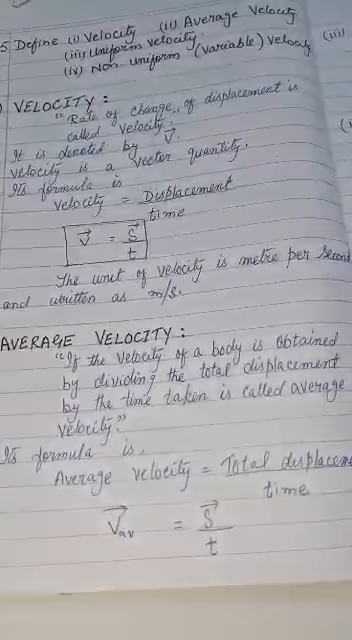 5 Define (i) Velocity (ii) Average Velocity
(iii) Uniform velocity.
(iv) Non uniform (variable) Velocity (iii)
) VELOCITY:
"Rate of change, of displacement is
called velocity."
It is denoted by V⃗.
velocity is a vector quantity.
Its formula is
velocity = Displacement
time
V⃗ = S⃗
t
The unit of velocity is metre per second
and written as m/s.
AVERAGE VELOCITY:
"If the velocity of a body is obtained
by dividing the total displacement
by the time taken is called average
velocity."
Its formula is,
Average velocity = Total displacem
time
V⃗av = S⃗
t